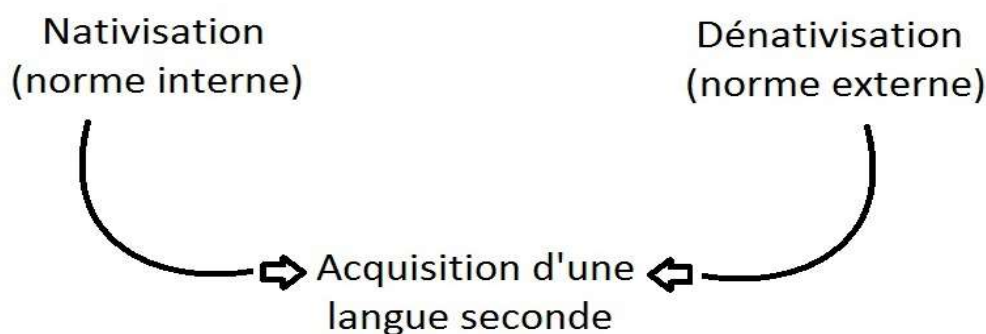 Nativisation
(norme interne)
Dénativisation
(norme externe)
Acquisition d'une
langue seconde